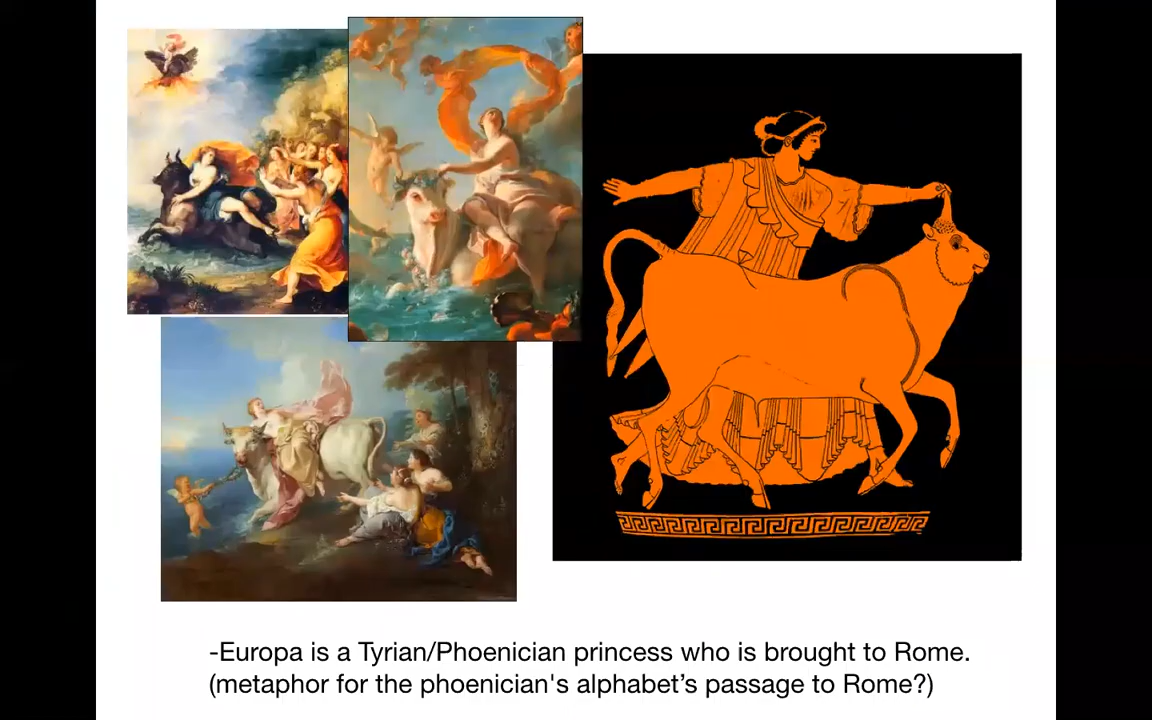 -Europa is a Tyrian/Phoenician princess who is brought to Rome.
(metaphor for the phoenician's alphabet’s passage to Rome?)